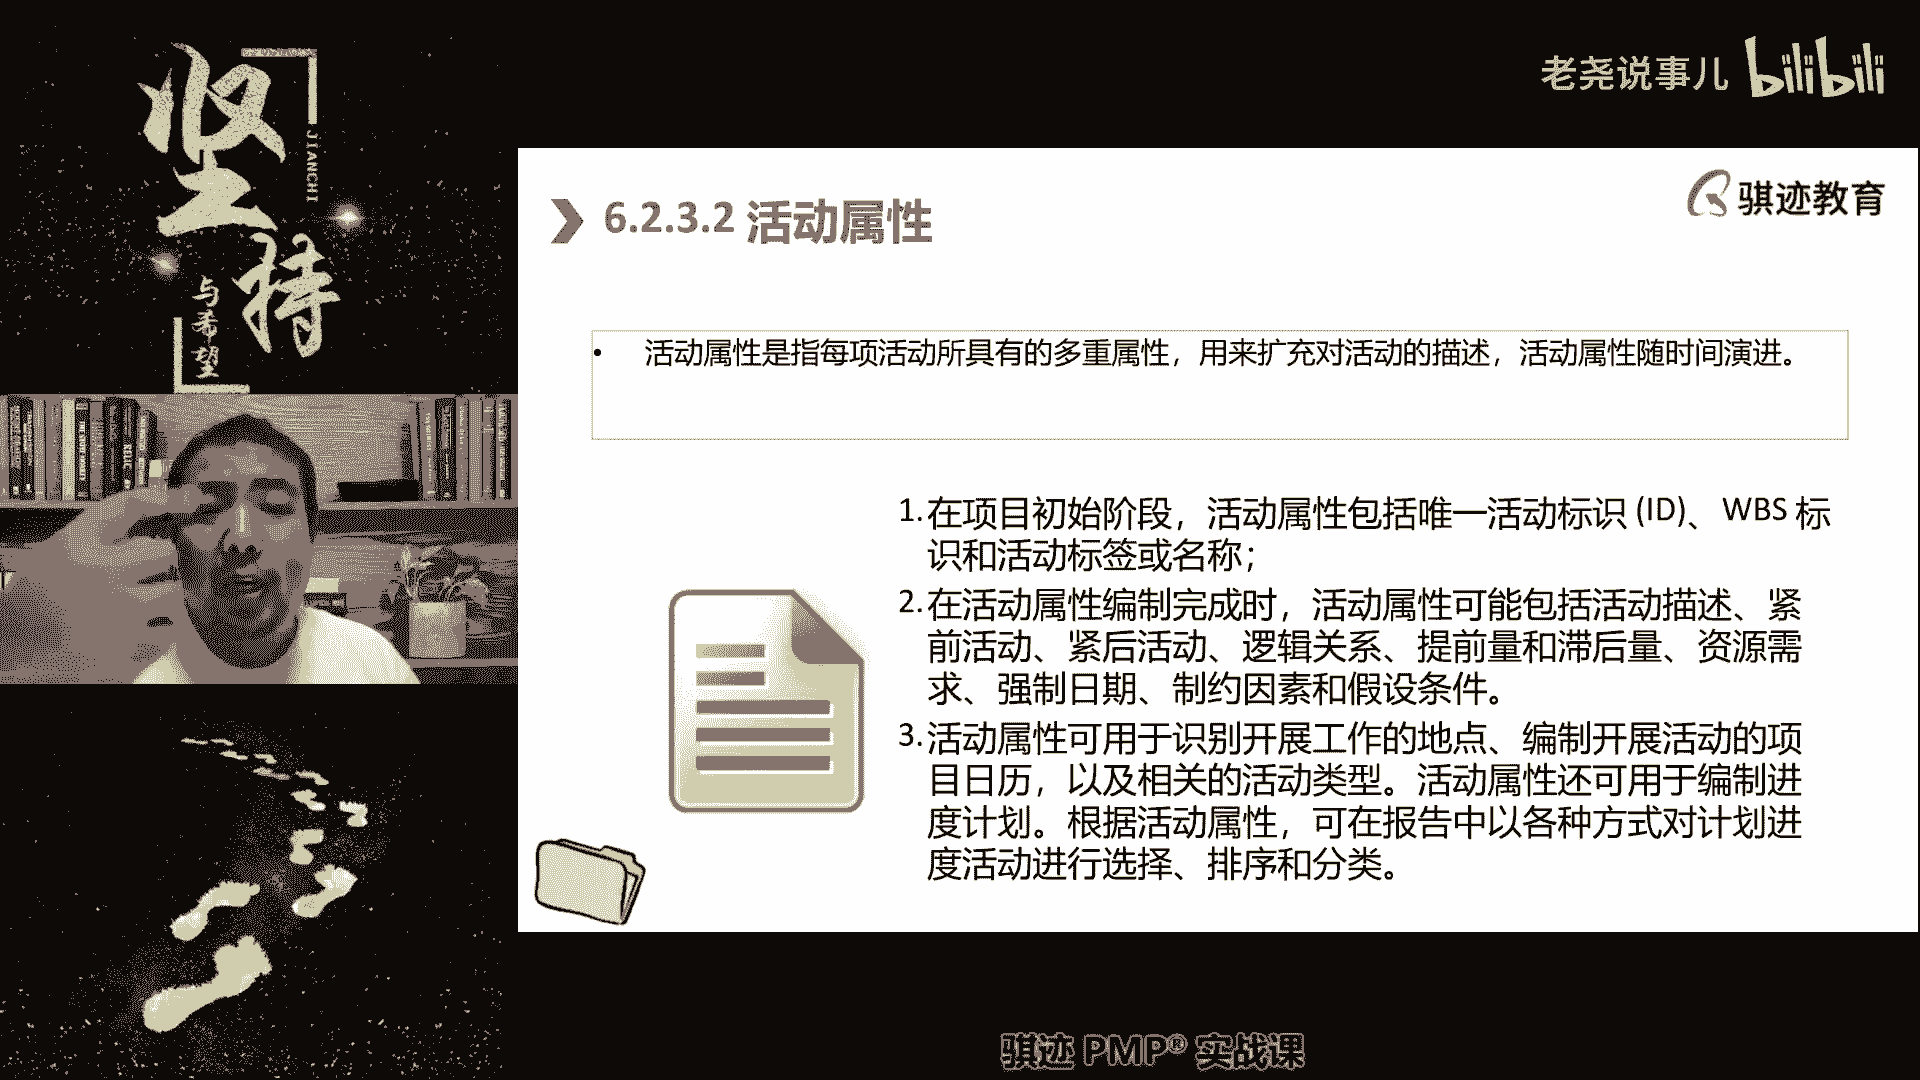 坚持
JIANCHI
与希望
老尧说事儿 bilibili
骐迹教育
6.2.3.2 活动属性
• 活动属性是指每项活动所具有的多重属性，用来扩充对活动的描述，活动属性随时间演进。
1.在项目初始阶段，活动属性包括唯一活动标识 (ID)、WBS 标
识和活动标签或名称；
2.在活动属性编制完成时，活动属性可能包括活动描述、紧
前活动、紧后活动、逻辑关系、提前量和滞后量、资源需
求、强制日期、制约因素和假设条件。
3.活动属性可用于识别开展工作的地点、编制开展活动的项
目日历，以及相关的活动类型。活动属性还可用于编制进
度计划。根据活动属性，可在报告中以各种方式对计划进
度活动进行选择、排序和分类。
骐迹 PMP® 实战课